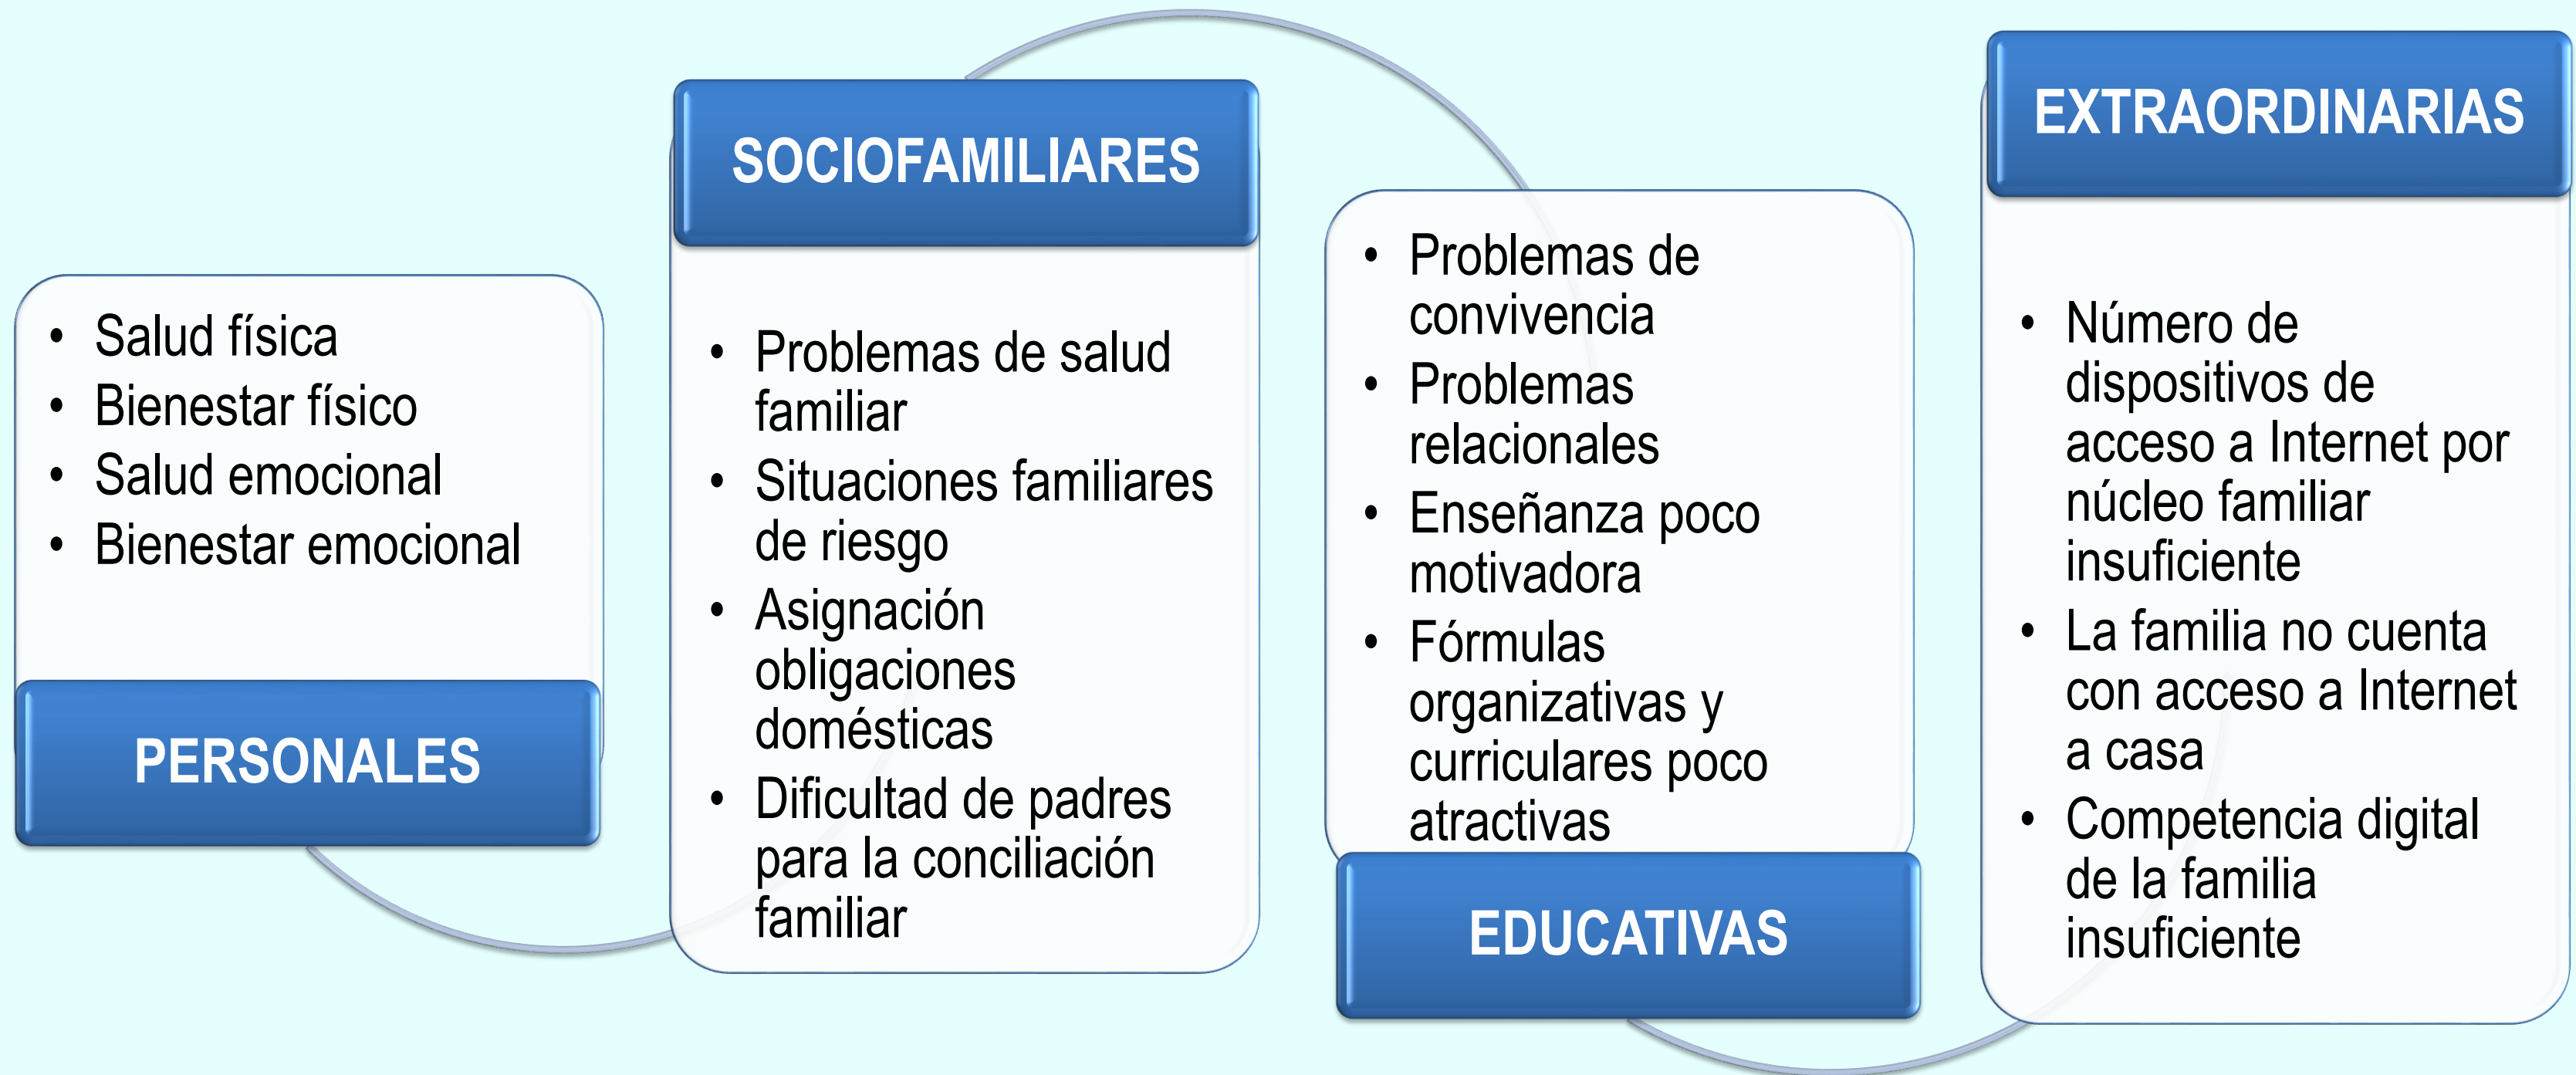 • Salud física
• Bienestar físico
• Salud emocional
• Bienestar emocional
PERSONALES
SOCIOFAMILIARES
• Problemas de salud
familiar
• Situaciones familiares
de riesgo
• Asignación
obligaciones
domésticas
• Dificultad de padres
para la conciliación
familiar
• Problemas de
convivencia
• Problemas
relacionales
• Enseñanza poco
motivadora
• Fórmulas
organizativas y
curriculares poco
atractivas
EDUCATIVAS
EXTRAORDINARIAS
• Número de
dispositivos de
acceso a Internet por
núcleo familiar
insuficiente
• La familia no cuenta
con acceso a Internet
a casa
• Competencia digital
de la familia
insuficiente